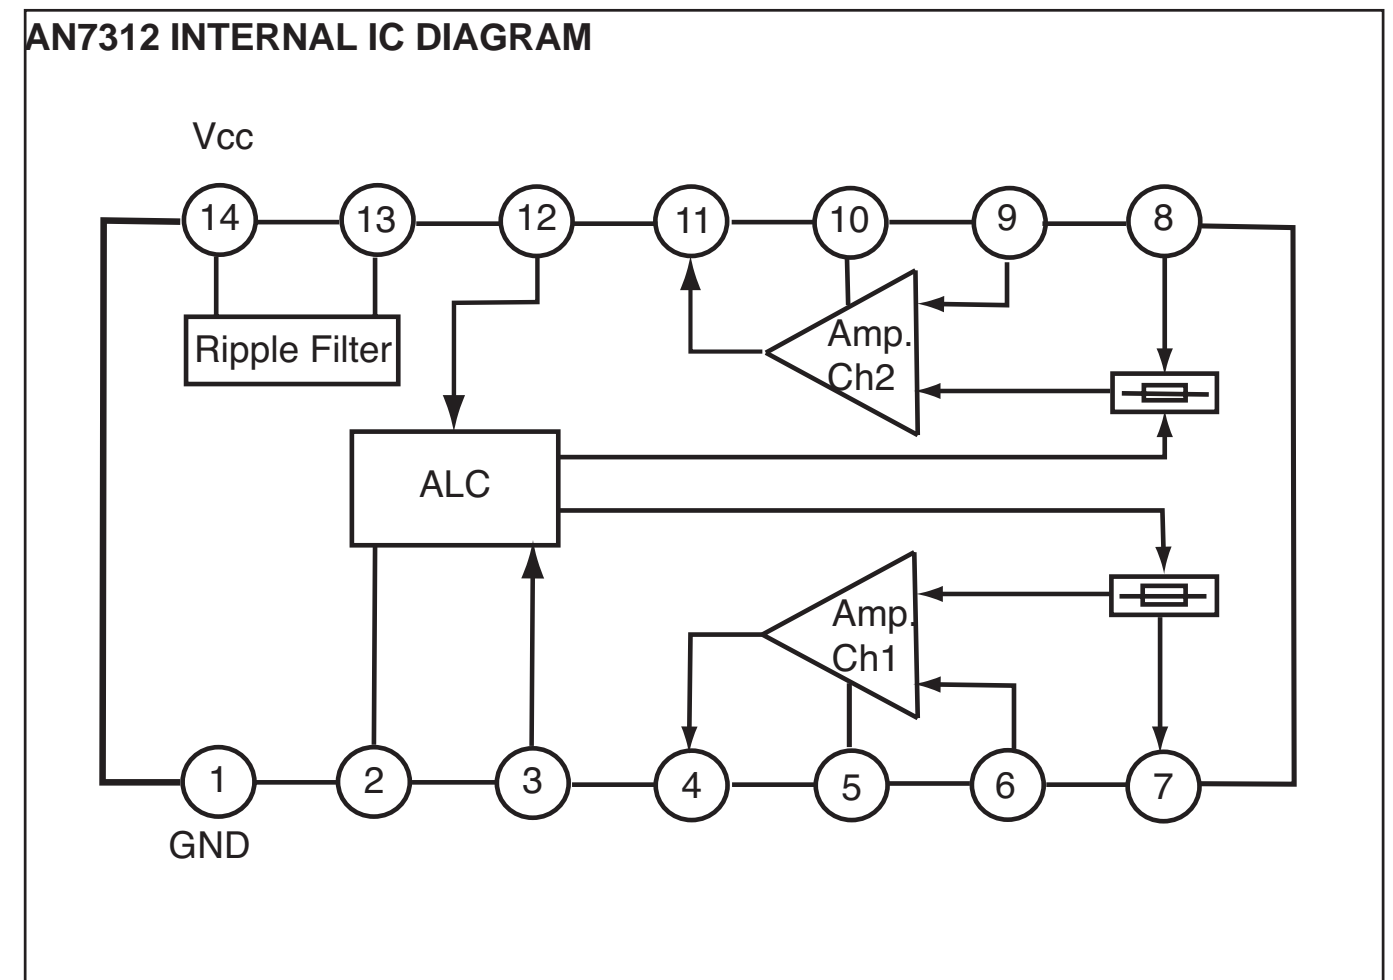 AN7312 INTERNAL IC DIAGRAM
Vcc
14 13 12 11 10 9 8
Ripple Filter
Amp.
Ch2
ALC
Amp.
Ch1
1 2 3 4 5 6 7
GND